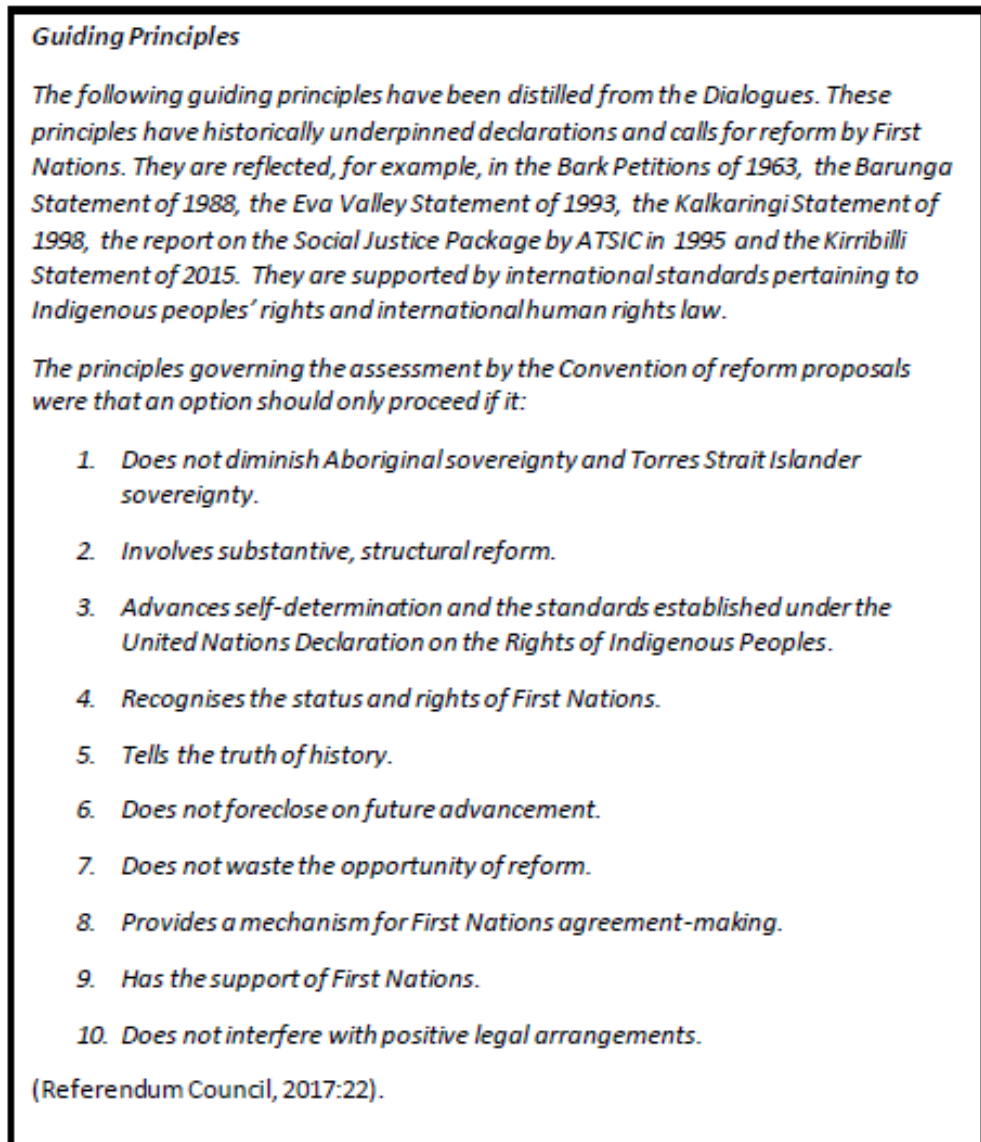 Guiding Principles
The following guiding principles have been distilled from the Dialogues. These
principles have historically underpinned declarations and calls for reform by First
Nations. They are reflected, for example, in the Bark Petitions of 1963, the Barunga
Statement of 1988, the Eva Valley Statement of 1993, the Kalkaringi Statement of
1998, the report on the Social Justice Package by ATSIC in 1995 and the Kirribilli
Statement of 2015. They are supported by international standards pertaining to
Indigenous peoples’ rights and international human rights law.
The principles governing the assessment by the Convention of reform proposals
were that an option should only proceed if it:
1. Does not diminish Aboriginal sovereignty and Torres Strait Islander
sovereignty.
2. Involves substantive, structural reform.
3. Advances self-determination and the standards established under the
United Nations Declaration on the Rights of Indigenous Peoples.
4. Recognises the status and rights of First Nations.
5. Tells the truth of history.
6. Does not foreclose on future advancement.
7. Does not waste the opportunity of reform.
8. Provides a mechanism for First Nations agreement-making.
9. Has the support of First Nations.
10. Does not interfere with positive legal arrangements.
(Referendum Council, 2017:22).